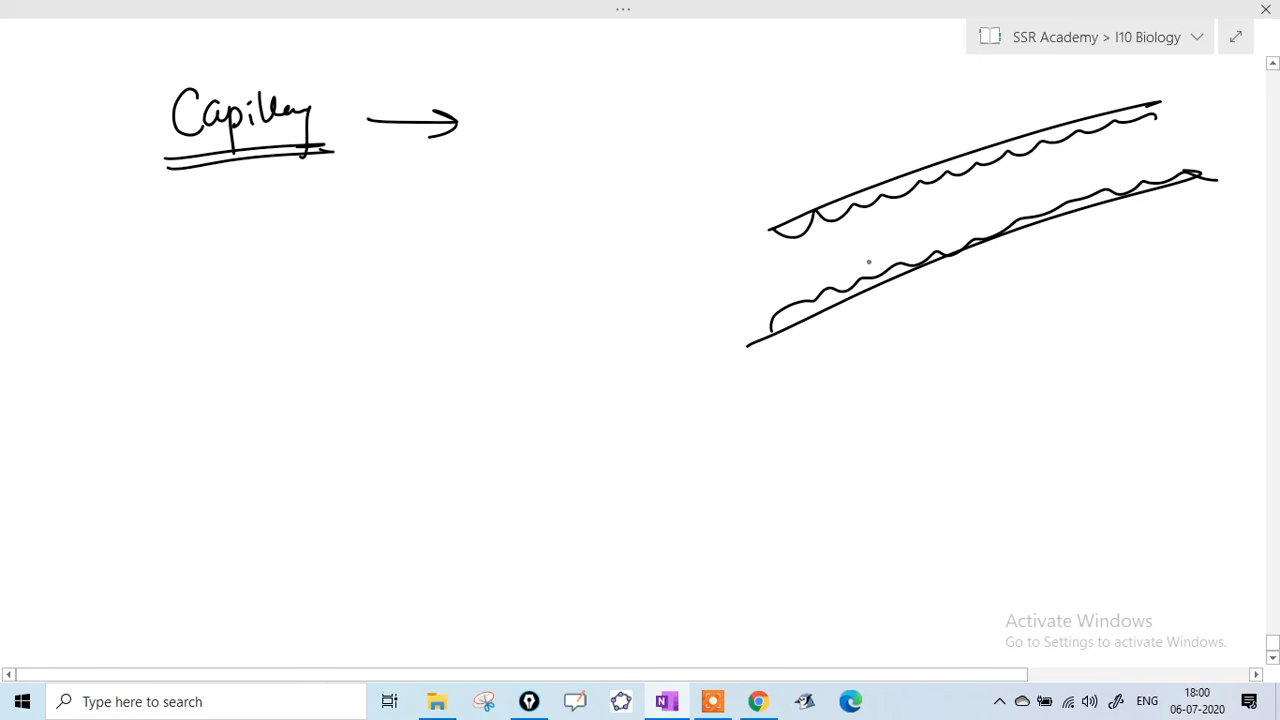 ...
SSR Academy > I10 Biology
Capillary
Activate Windows
Go to Settings to activate Windows.
Type here to search
ENG
18:00
06-07-2020